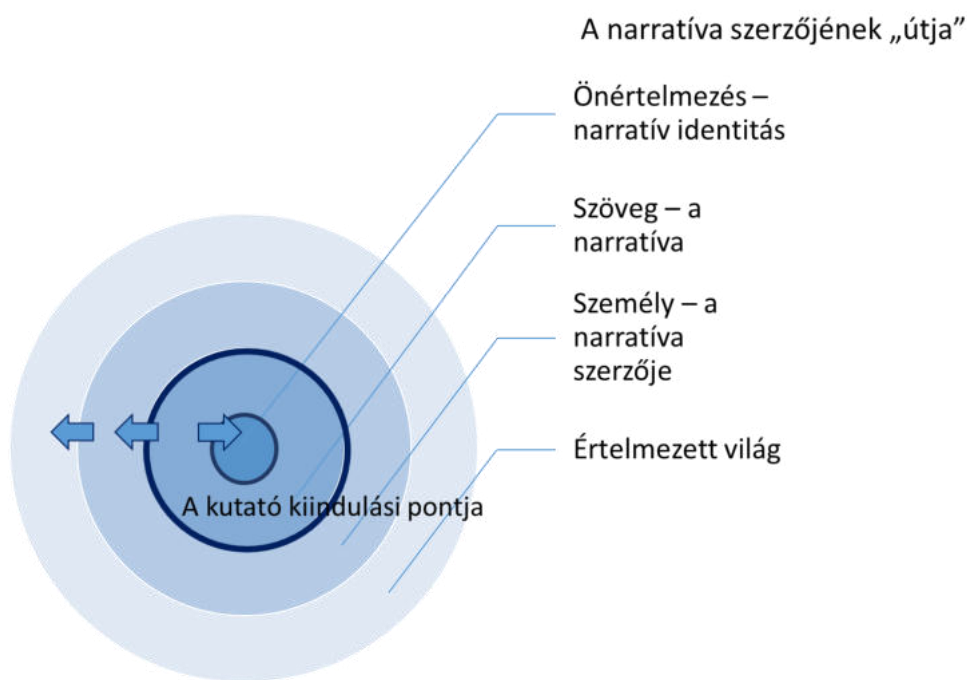 A narratíva szerzőjének „útja”
Önértelmezés –
narratív identitás
Szöveg – a
narratíva
Személy – a
narratíva
szerzője
Értelmezett világ
A kutató kiindulási pontja